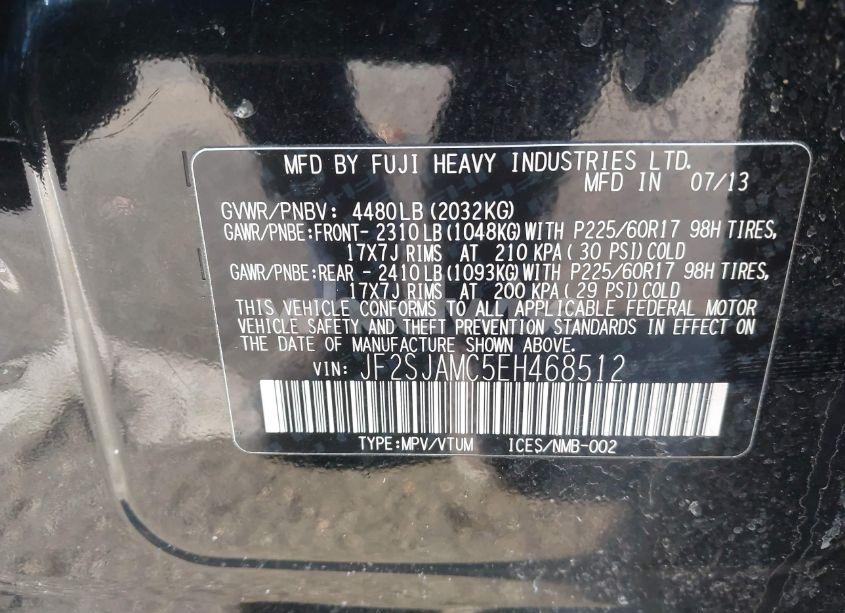 MFD BY FUJI HEAVY INDUSTRIES LTD.
MFD IN 07/13
GVWR/PNBV: 4480LB(2032KG)
GAWR/PNBE:FRONT- 2310LB(1048KG)WITH P225/60R17 98H TIRES,
17X7J RIMS AT 210 KPA( 30 PSI)COLD
GAWR/PNBE:REAR - 2410LB(1093KG)WITH P225/60R17 98H TIRES,
17X7J RIMS AT 200 KPA( 29 PSI)COLD
THIS VEHICLE CONFORMS TO ALL APPLICABLE FEDERAL MOTOR
VEHICLE SAFETY AND THEFT PREVENTION STANDARDS IN EFFECT ON
THE DATE OF MANUFACTURE SHOWN ABOVE.
VIN: JF2SJAMC5EH468512
TYPE:MPV/VTUM ICES/NMB-002